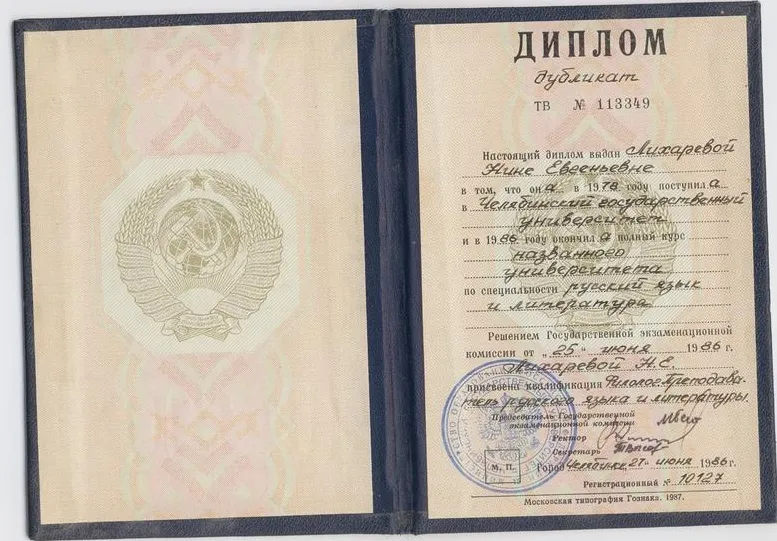 ДИПЛОМ
дубликат
ТВ № 113349
Настоящий диплом выдан Лихаревой
Нине Евгеньевне
в том, что она в 1978 году поступила
в Челябинский государственный
университет
и в 1986 году окончила полный курс
названного
университета
по специальности русский язык
и литература
Решением Государственной экзаменационной
комиссии от „25" июня 1986 г.
Лихаревой Н.Е.
присвоена квалификация Филолог. Преподава-
тель русского языка и литературы.
Председатель Государственной
экзаменационной комиссии
Ректор
Секретарь
М. П.
Город Челябинск 27 июня 1986 г.
Регистрационный № 10127
Московская типография Гознака. 1987.